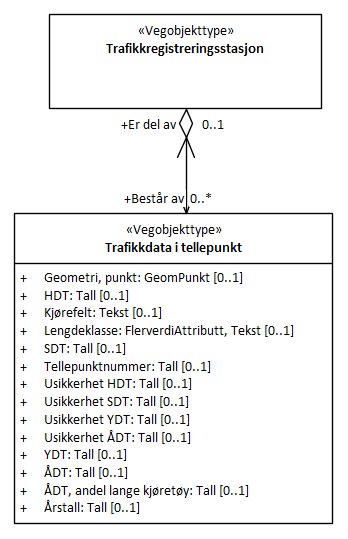 «Vegobjekttype»
Trafikkregistreringsstasjon
+Er del av 0..1
+Består av 0..*
«Vegobjekttype»
Trafikkdata i tellepunkt
+ Geometri, punkt: GeomPunkt [0..1]
+ HDT: Tall [0..1]
+ Kjørefelt: Tekst [0..1]
+ Lengdeklasse: FlerverdiAttributt, Tekst [0..1]
+ SDT: Tall [0..1]
+ Tellepunktnummer: Tall [0..1]
+ Usikkerhet HDT: Tall [0..1]
+ Usikkerhet SDT: Tall [0..1]
+ Usikkerhet YDT: Tall [0..1]
+ Usikkerhet ÅDT: Tall [0..1]
+ YDT: Tall [0..1]
+ ÅDT: Tall [0..1]
+ ÅDT, andel lange kjøretøy: Tall [0..1]
+ Årstall: Tall [0..1]